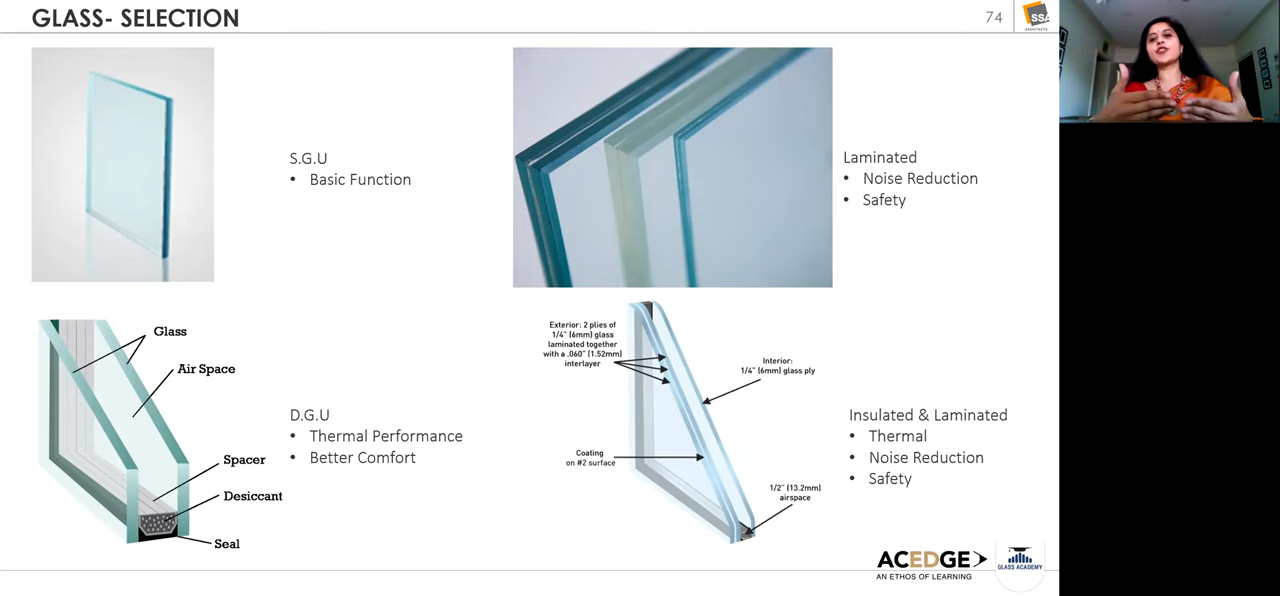 GLASS- SELECTION
74
SSA
ARCHITECTS
S.G.U
• Basic Function
Laminated
• Noise Reduction
• Safety
Glass
Air Space
Spacer
Desiccant
Seal
D.G.U
• Thermal Performance
• Better Comfort
Exterior: 2 plies of
1/4" (6mm) glass
laminated together
with a .060" (1.52mm)
interlayer
Interior:
1/4" (6mm) glass ply
Coating
on #2 surface
1/2" (13.2mm)
airspace
Insulated & Laminated
• Thermal
• Noise Reduction
• Safety
ACEDGE
AN ETHOS OF LEARNING
GLASS ACADEMY